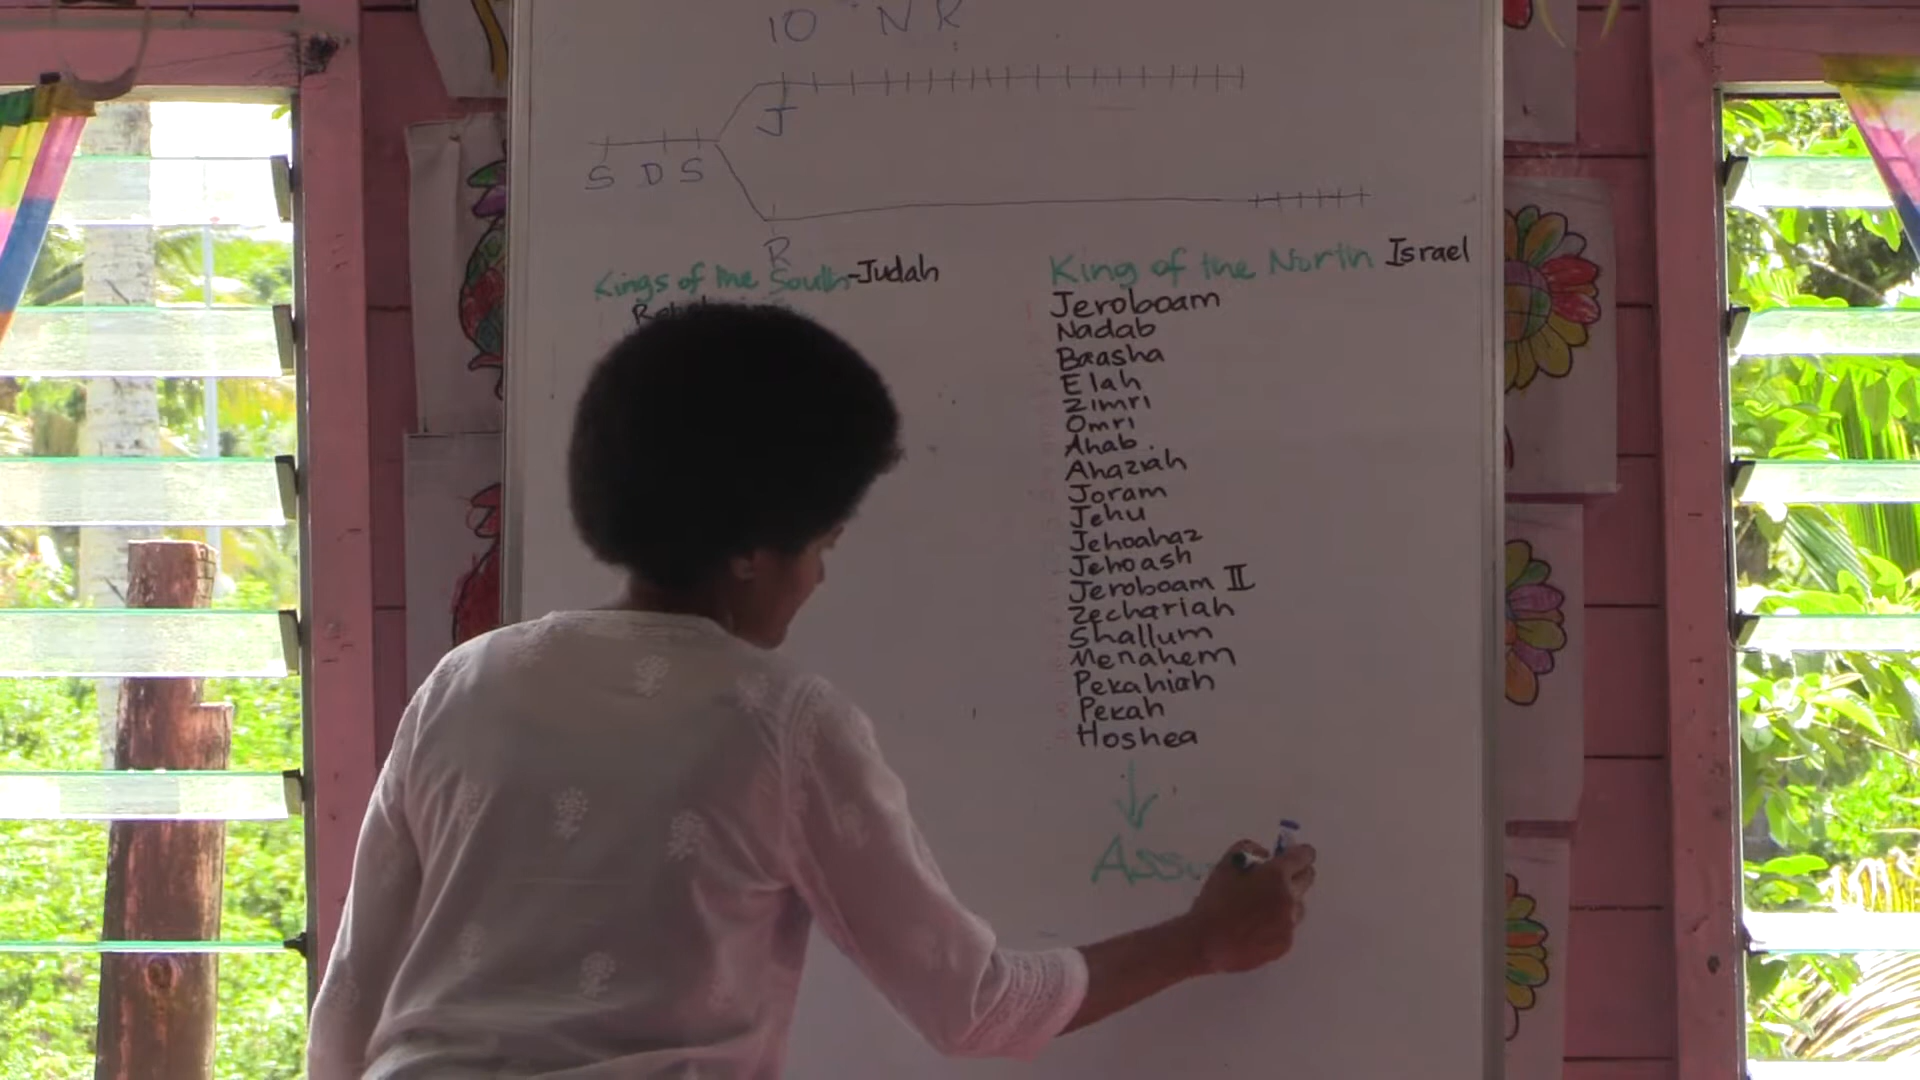 10 NR
J
S D S
R
Kings of the South-Judah
King of the North Israel
Jeroboam
Nadab
Baasha
Elah
Zimri
Omri
Ahab.
Ahaziah
Joram
Jehu
Jehoahaz
Jehoash
Jeroboam II
Zechariah
Shallum
Menahem
Pekahiah
Pekah
Hoshea